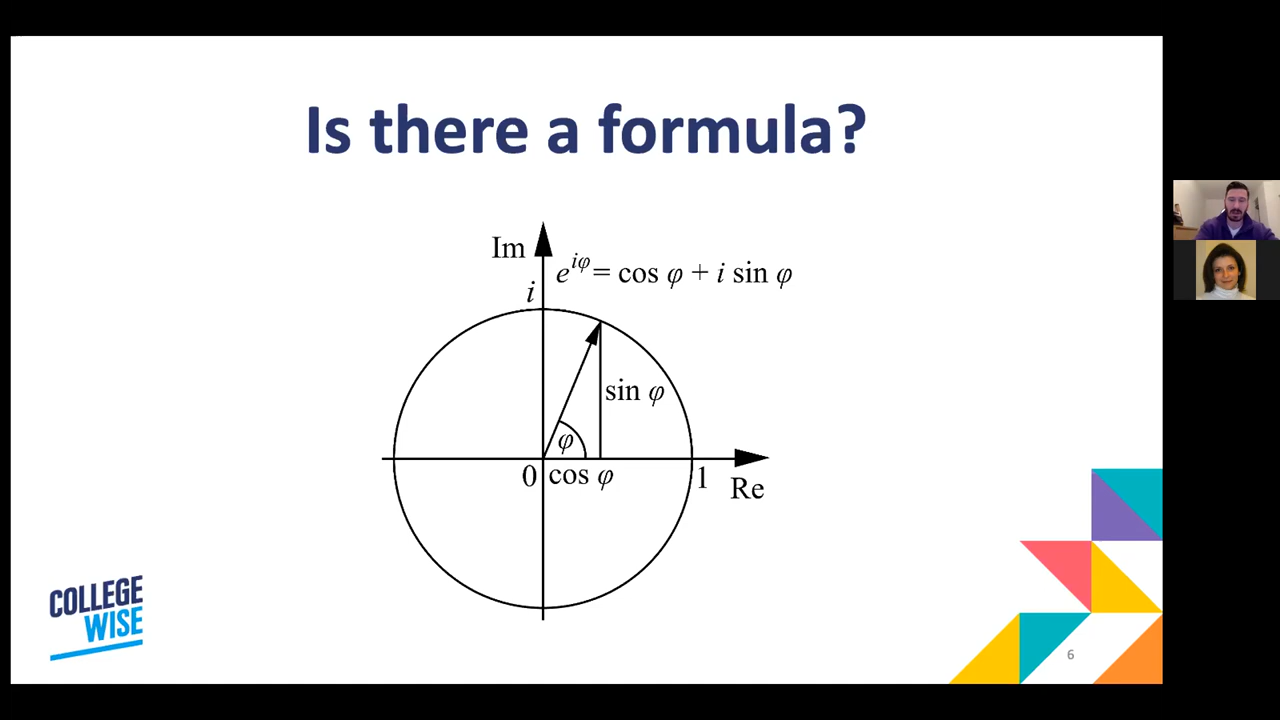 Is there a formula?
Im
e^{iφ} = cos φ + i sin φ
i
sin φ
φ
0
cos φ
1
Re
COLLEGE
WISE
6